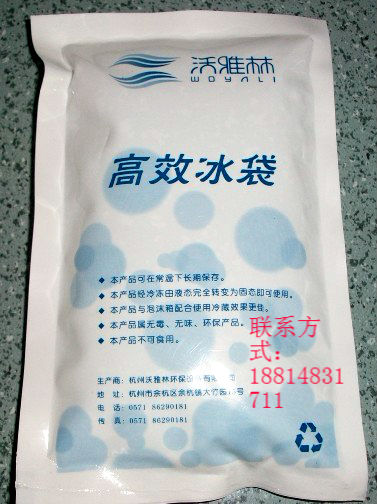 沃雅林
WOYALI
高效冰袋
◆ 本产品可在常温下长期保存。
◆ 本产品经冷冻由液态完全转变为固态即可使用。
◆ 本产品与泡沫箱配合使用冷藏效果更佳。
◆ 本产品属无毒、无味、环保产品。
◆ 本产品不可食用。
联系方
式:
18814831
711
生产商: 杭州沃雅林环保
地 址: 杭州市余杭区余杭镇大竹园
电 话: 0571 86290181
传 真: 0571 86290181